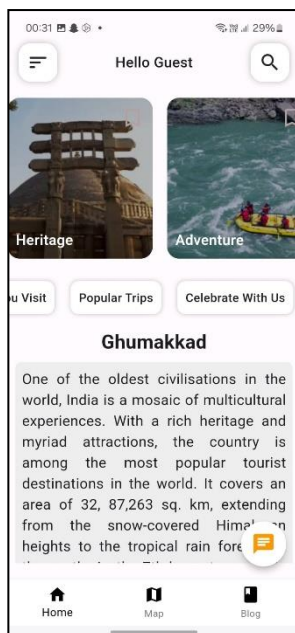 00:31 29%
Hello Guest
Heritage
Adventure
u Visit
Popular Trips
Celebrate With Us
Ghumakkad
One of the oldest civilisations in the
world, India is a mosaic of multicultural
experiences. With a rich heritage and
myriad attractions, the country is
among the most popular tourist
destinations in the world. It covers an
area of 32, 87,263 sq. km, extending
from the snow-covered
heights to the tropical rain
Home
Map
Blog